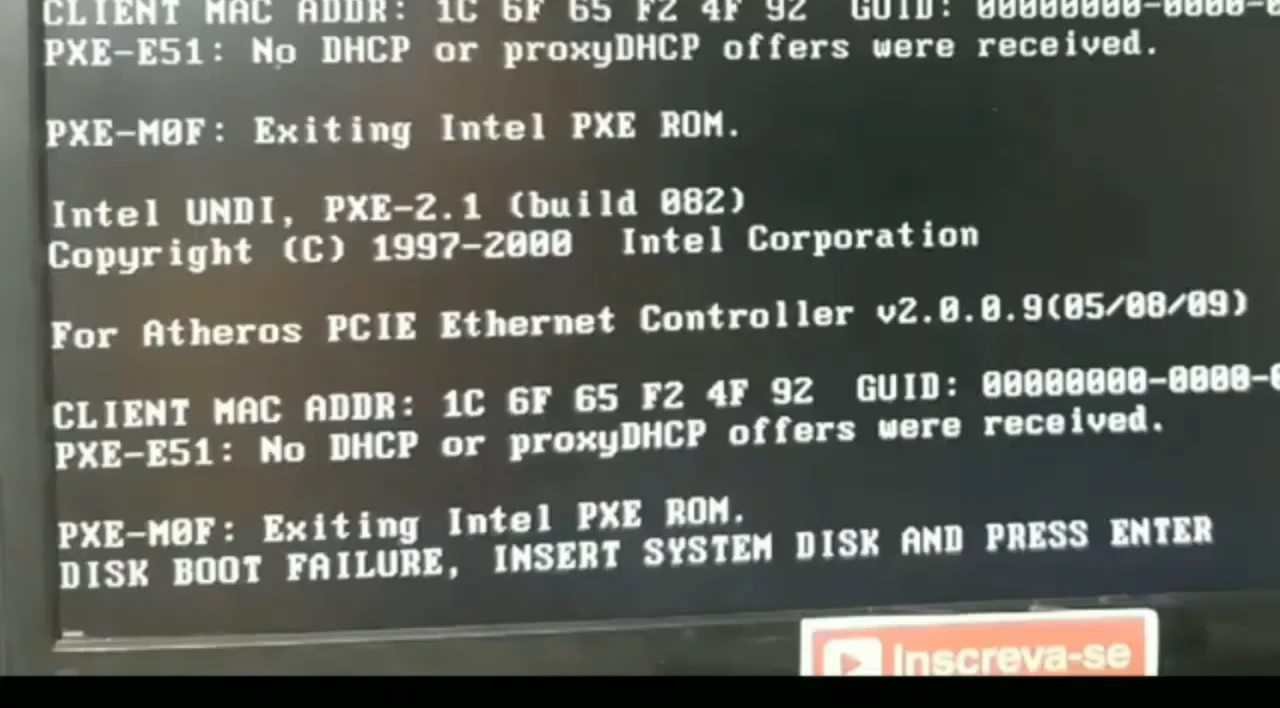 CLIENT MAC ADDR: 1C 6F 65 F2 4F 92 GUID: 00000000-0000-0
PXE-E51: No DHCP or proxyDHCP offers were received.
PXE-M0F: Exiting Intel PXE ROM.
Intel UNDI, PXE-2.1 (build 082)
Copyright (C) 1997-2000 Intel Corporation
For Atheros PCIE Ethernet Controller v2.0.0.9(05/08/09)
CLIENT MAC ADDR: 1C 6F 65 F2 4F 92 GUID: 00000000-0000-0
PXE-E51: No DHCP or proxyDHCP offers were received.
PXE-M0F: Exiting Intel PXE ROM.
DISK BOOT FAILURE, INSERT SYSTEM DISK AND PRESS ENTER
Inscreva-se